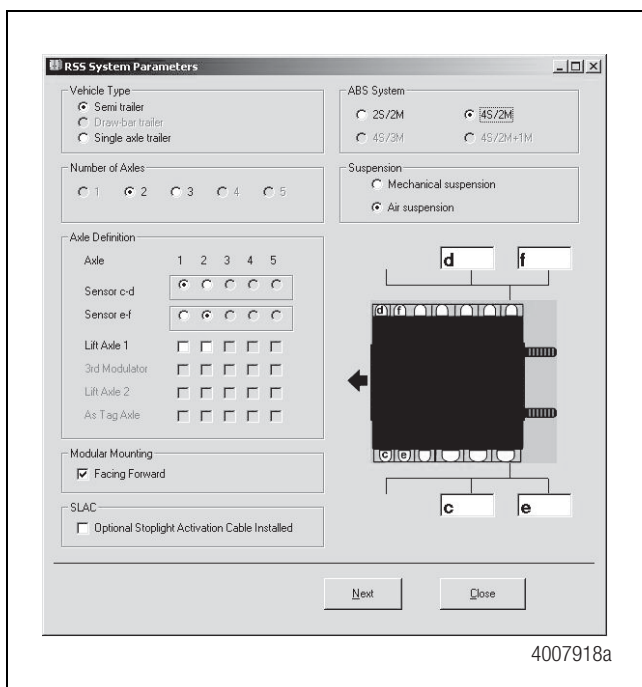 RSS System Parameters
Vehicle Type
Semi trailer
Draw-bar trailer
Single axle trailer
ABS System
2S/2M 4S/2M
4S/3M 4S/2M+1M
Number of Axles
1 2 3 4 5
Suspension
Mechanical suspension
Air suspension
Axle Definition
Axle 1 2 3 4 5
Sensor c-d
Sensor e-f
Lift Axle 1
3rd Modulator
Lift Axle 2
As Tag Axle
d f
d f
c e
c e
Modular Mounting
Facing Forward
SLAC
Optional Stoplight Activation Cable Installed
Next Close
4007918a